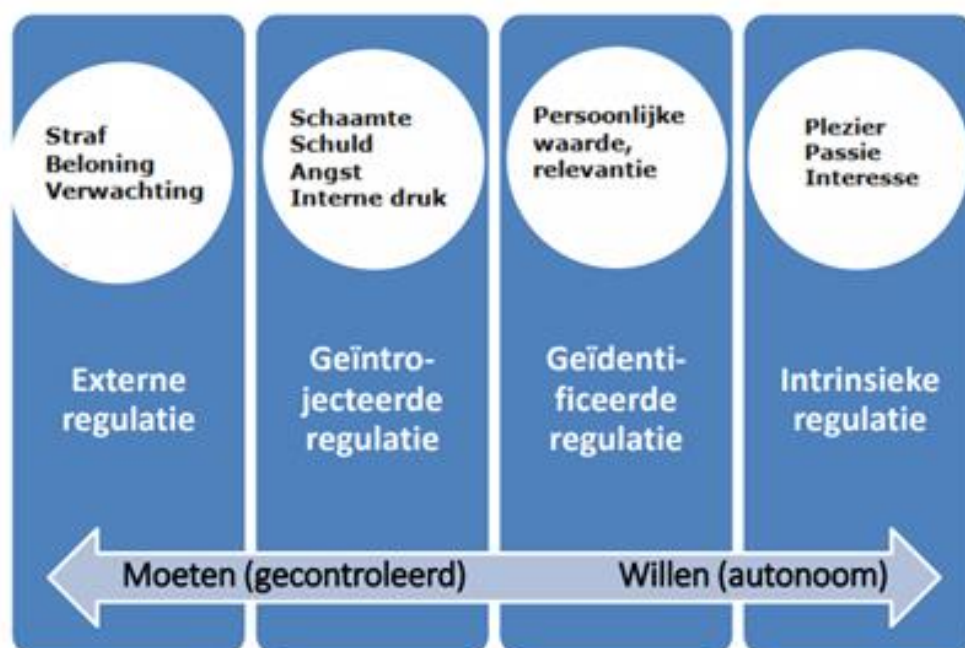 Straf
Beloning
Verwachting
Schaamte
Schuld
Angst
Interne druk
Persoonlijke
waarde,
relevantie
Plezier
Passie
Interesse
Externe
regulatie
Geïntro-
jecteerde
regulatie
Geïdenti-
ficeerde
regulatie
Intrinsieke
regulatie
Moeten (gecontroleerd)
Willen (autonoom)